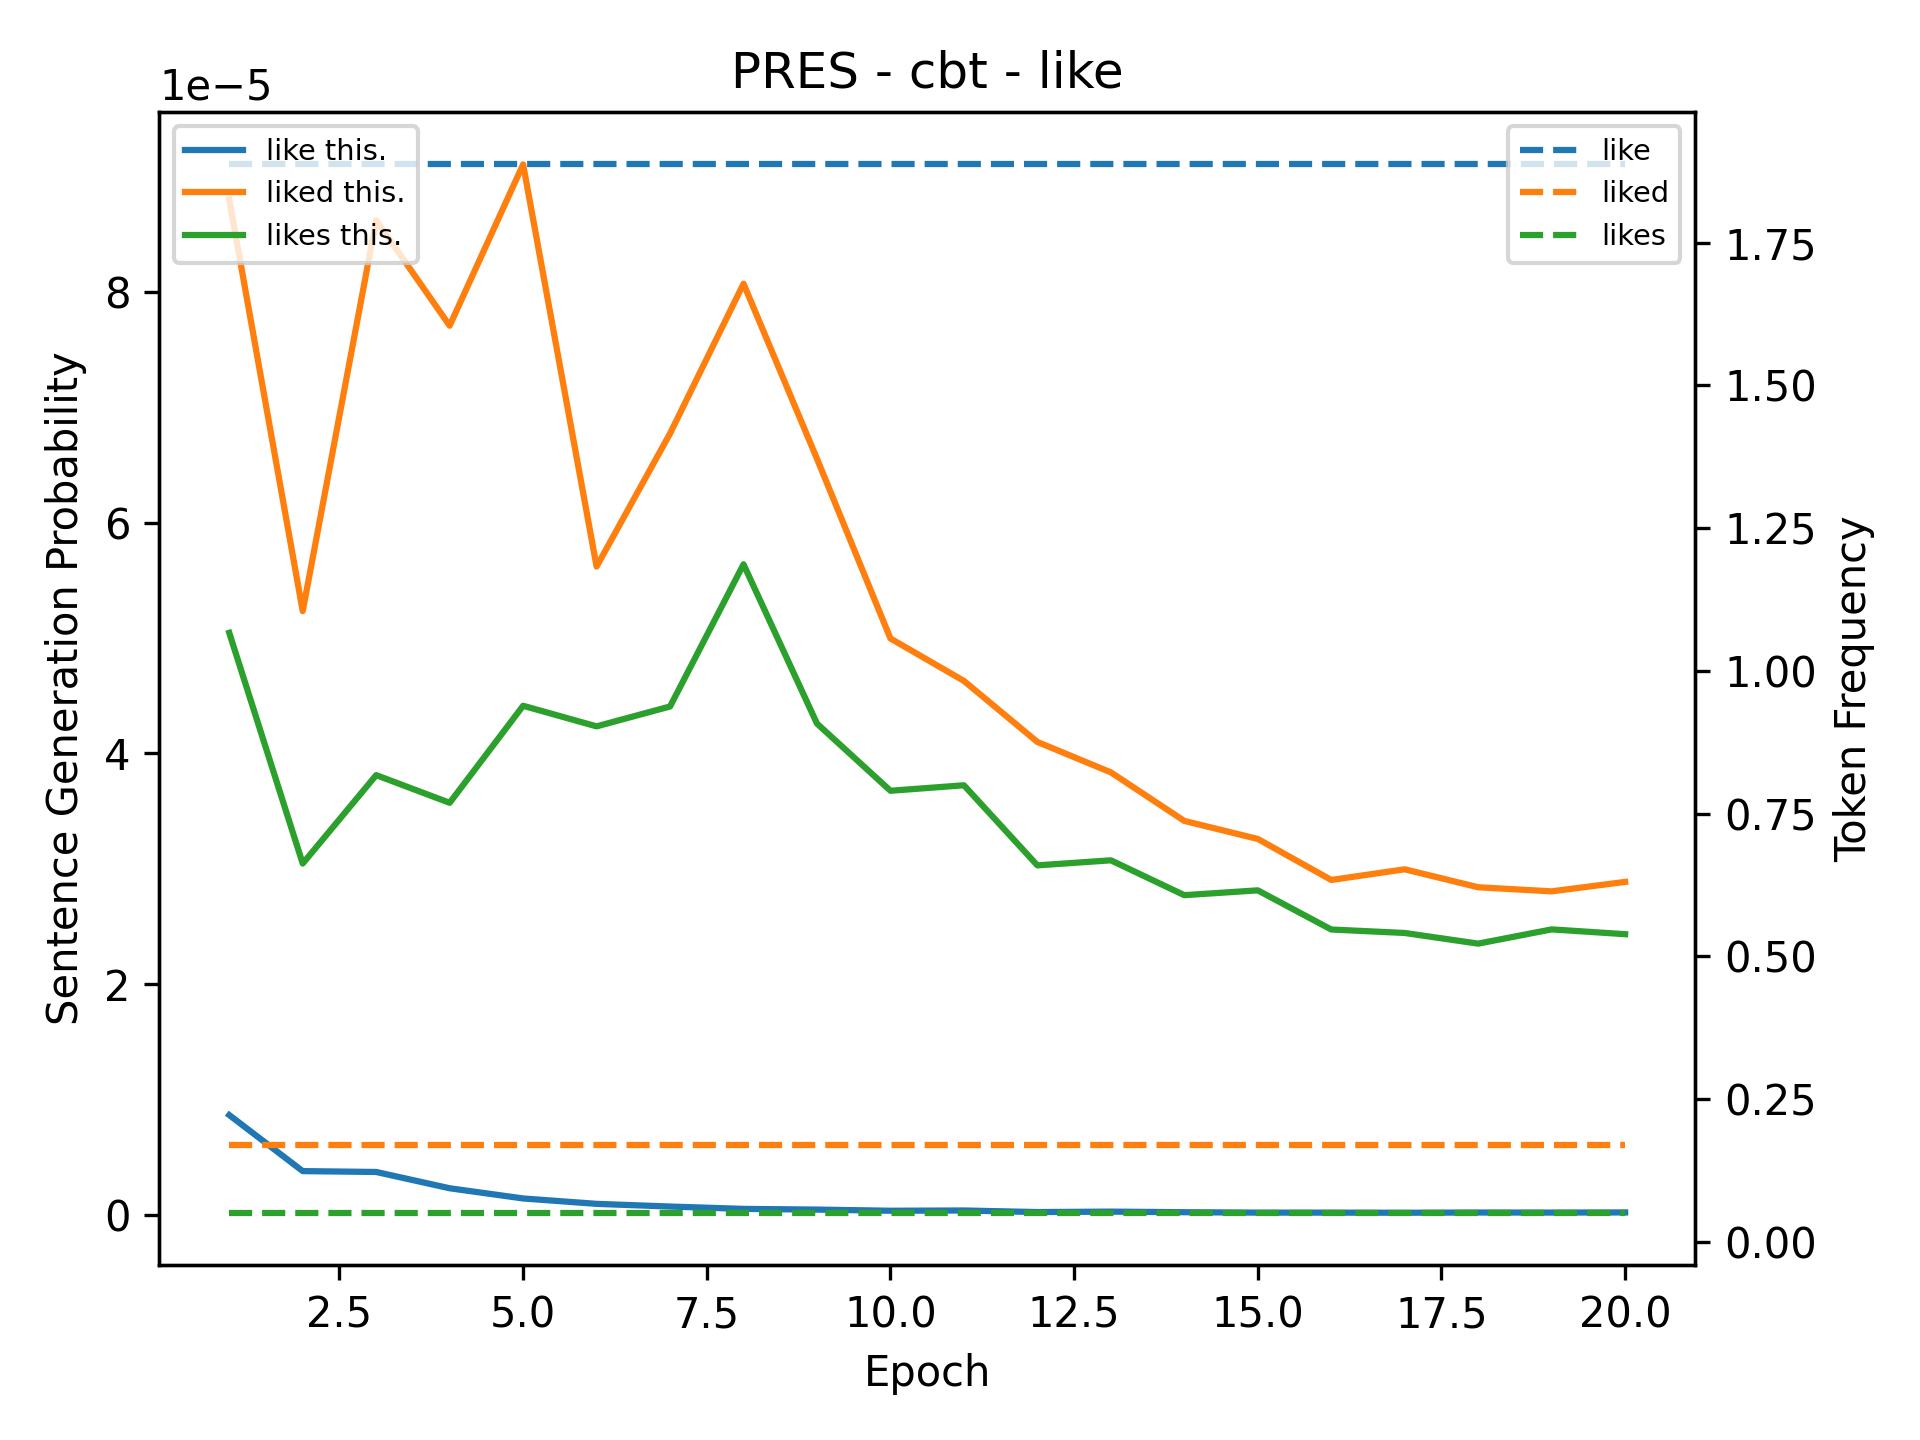 PRES - cbt - like
1e−5
like this.
liked this.
likes this.
like
liked
likes
8
6
4
2
0
Sentence Generation Probability
1.75
1.50
1.25
1.00
0.75
0.50
0.25
0.00
Token Frequency
2.5 5.0 7.5 10.0 12.5 15.0 17.5 20.0
Epoch